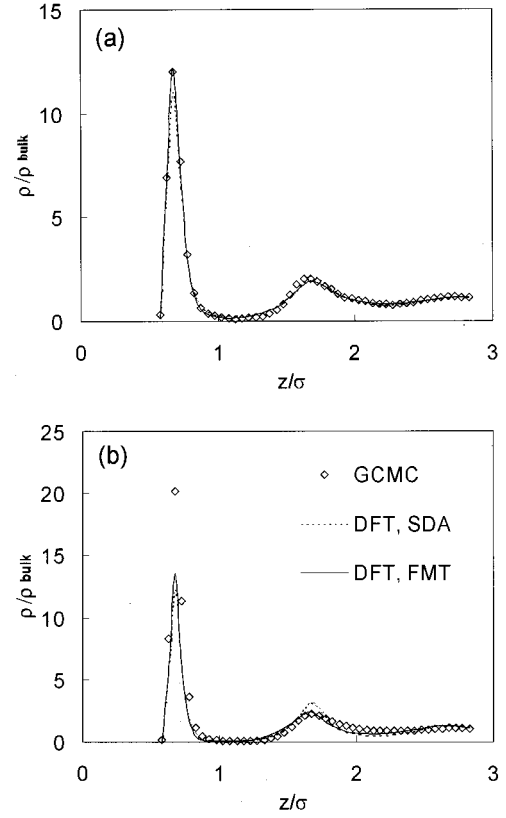 (a)
15
10
5
0
ρ/ρ bulk
0 1 2 3
z/σ
(b)
25
20
15
10
5
0
ρ/ρ bulk
GCMC
DFT, SDA
DFT, FMT
0 1 2 3
z/σ